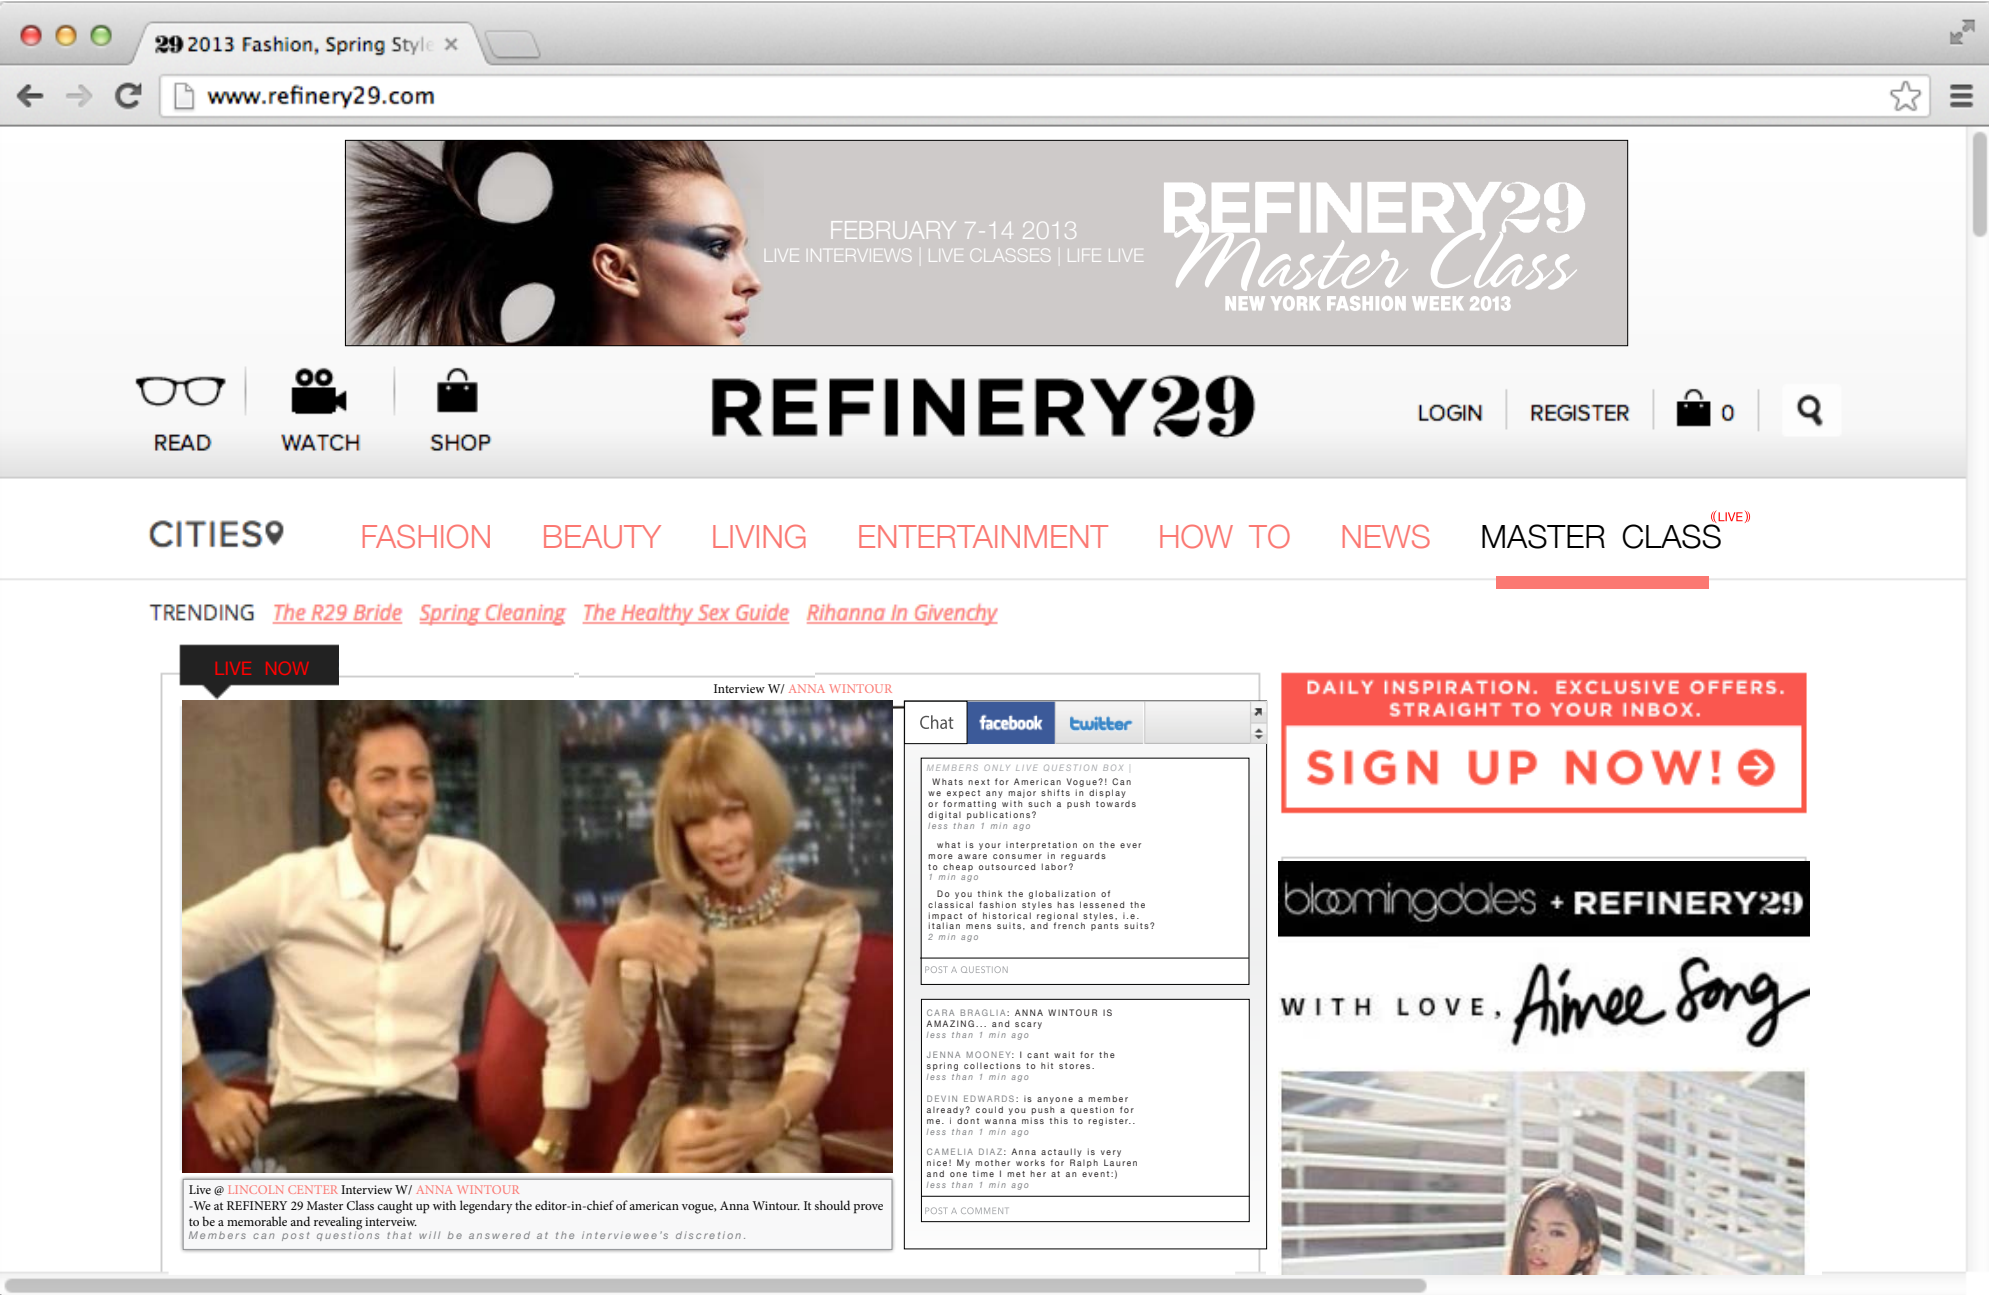 29 2013 Fashion, Spring Style
www.refinery29.com
FEBRUARY 7-14 2013
LIVE INTERVIEWS | LIVE CLASSES | LIFE LIVE
REFINERY29
Master Class
NEW YORK FASHION WEEK 2013
READ
WATCH
SHOP
REFINERY29
LOGIN
REGISTER
0
CITIES
FASHION
BEAUTY
LIVING
ENTERTAINMENT
HOW TO
NEWS
MASTER CLASS
((LIVE))
TRENDING The R29 Bride Spring Cleaning The Healthy Sex Guide Rihanna In Givenchy
LIVE NOW
Interview W/ ANNA WINTOUR
Chat
facebook
twitter
MEMBERS ONLY LIVE QUESTION BOX |
Whats next for American Vogue?! Can
we expect any major shifts in display
or formatting with such a push towards
digital publications?
less than 1 min ago
what is your interpretation on the ever
more aware consumer in reguards
to cheap outsourced labor?
1 min ago
Do you think the globalization of
classical fashion styles has lessened the
impact of historical regional styles, i.e.
italian mens suits, and french pants suits?
2 min ago
POST A QUESTION
CARA BRAGLIA: ANNA WINTOUR IS
AMAZING... and scary
less than 1 min ago
JENNA MOONEY: I cant wait for the
spring collections to hit stores.
less than 1 min ago
DEVIN EDWARDS: is anyone a member
already? could you push a question for
me. i dont wanna miss this to register..
less than 1 min ago
CAMELIA DIAZ: Anna actaully is very
nice! My mother works for Ralph Lauren
and one time I met her at an event:)
less than 1 min ago
POST A COMMENT
Live @ LINCOLN CENTER Interview W/ ANNA WINTOUR
-We at REFINERY 29 Master Class caught up with legendary the editor-in-chief of american vogue, Anna Wintour. It should prove
to be a memorable and revealing interveiw.
Members can post questions that will be answered at the interviewee's discretion.
DAILY INSPIRATION. EXCLUSIVE OFFERS.
STRAIGHT TO YOUR INBOX.
SIGN UP NOW!
bloomingdale's + REFINERY29
WITH LOVE, Aimee Song